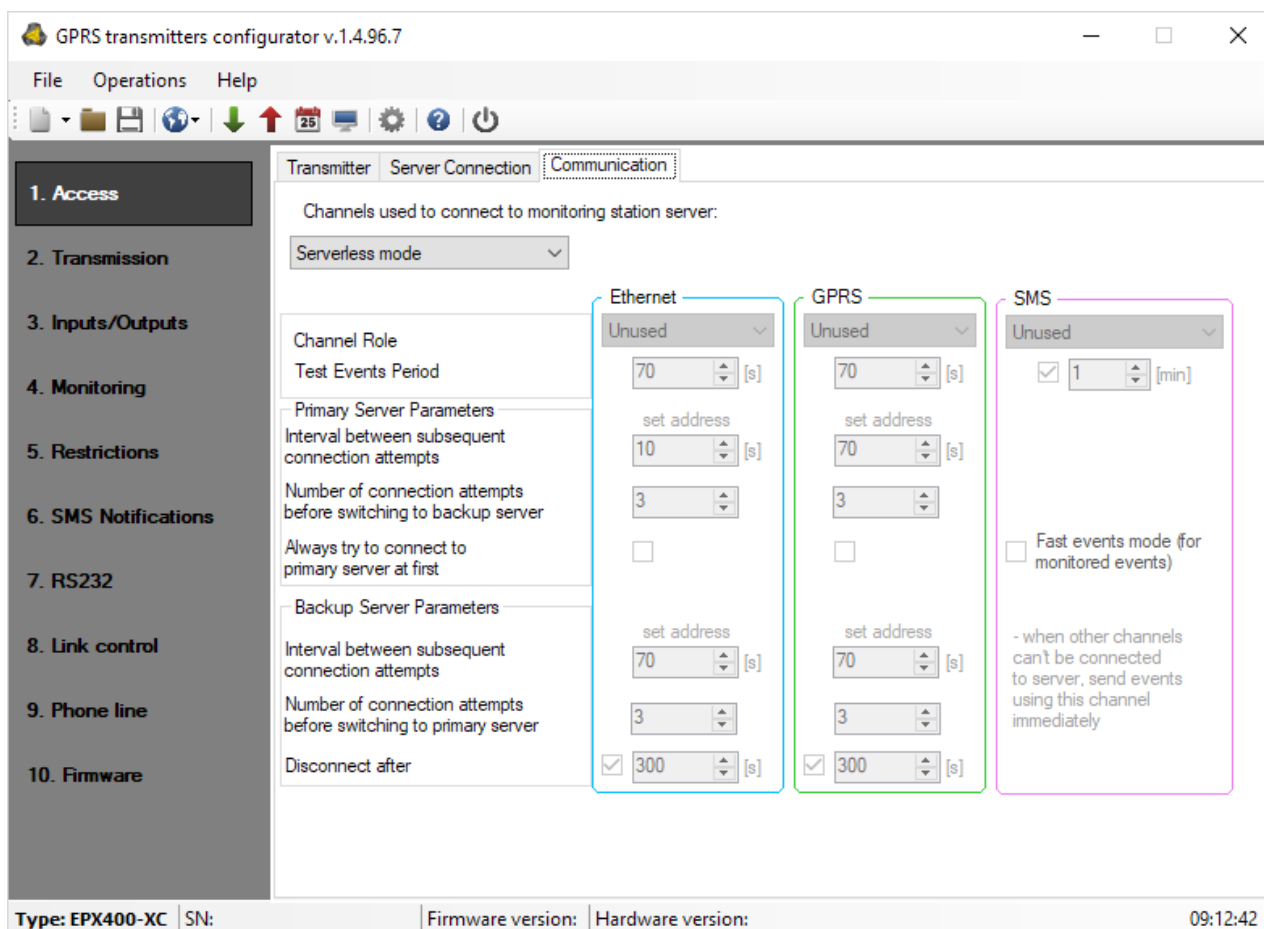 GPRS transmitters configurator v.1.4.96.7
File Operations Help
25
Transmitter Server Connection Communication
1. Access
2. Transmission
3. Inputs/Outputs
4. Monitoring
5. Restrictions
6. SMS Notifications
7. RS232
8. Link control
9. Phone line
10. Firmware
Channels used to connect to monitoring station server:
Serverless mode
Ethernet GPRS SMS
Channel Role Unused Unused Unused
Test Events Period 70 [s] 70 [s] 1 [min]
Primary Server Parameters
set address set address
Interval between subsequent
connection attempts 10 [s] 70 [s]
Number of connection attempts
before switching to backup server 3 3
Always try to connect to
primary server at first
Fast events mode (for
monitored events)
Backup Server Parameters
set address set address
Interval between subsequent
connection attempts 70 [s] 70 [s]
Number of connection attempts
before switching to primary server 3 3
Disconnect after 300 [s] 300 [s]
- when other channels
can't be connected
to server, send events
using this channel
immediately
Type: EPX400-XC SN: Firmware version: Hardware version: 09:12:42